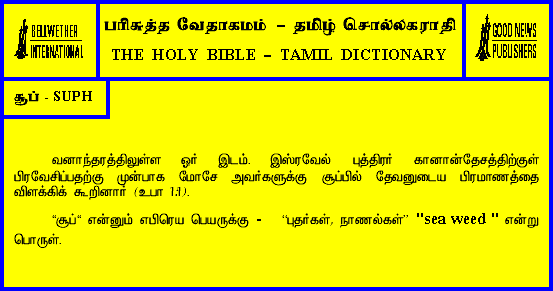 BELLWETHER
INTERNATIONAL
பரிசுத்த வேதாகமம் – தமிழ் சொல்லகராதி
THE HOLY BIBLE – TAMIL DICTIONARY
GOOD NEWS
PUBLISHERS
சூப் - SUPH
வனாந்தரத்திலுள்ள ஓர் இடம். இஸ்ரவேல் புத்திரர் கானான்தேசத்திற்குள்
பிரவேசிப்பதற்கு முன்பாக மோசே அவர்களுக்கு சூப்பில் தேவனுடைய பிரமாணத்தை
விளக்கிக் கூறினார் (உபா 1:1).
“சூப்“ என்னும் எபிரெய பெயருக்கு - “புதர்கள், நாணல்கள்” "sea weed " என்று
பொருள்.